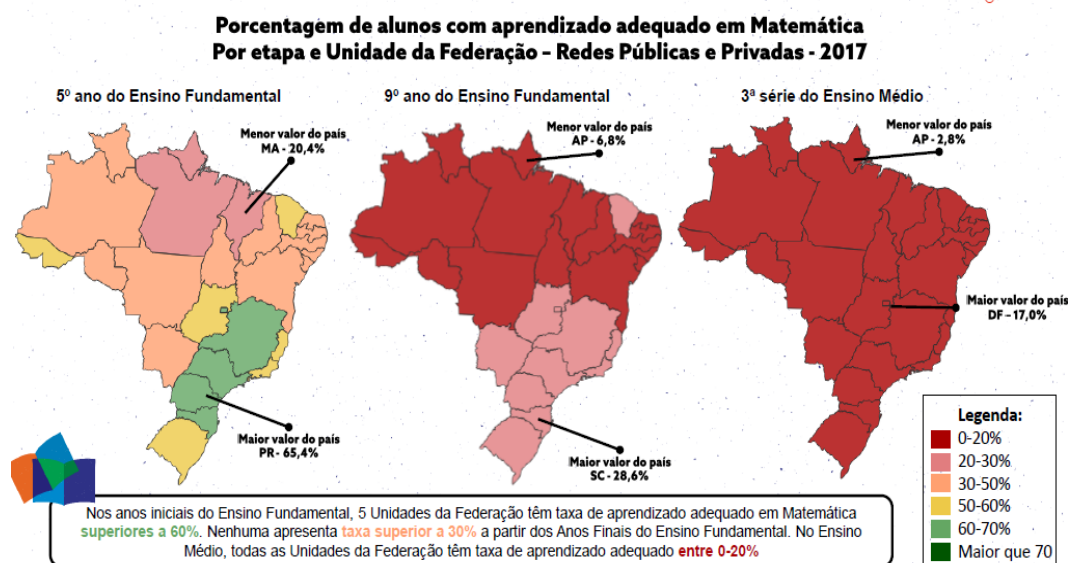 Porcentagem de alunos com aprendizado adequado em Matemática
Por etapa e Unidade da Federação – Redes Públicas e Privadas - 2017
5º ano do Ensino Fundamental
9º ano do Ensino Fundamental
3ª série do Ensino Médio
Menor valor do país
MA - 20,4%
Menor valor do país
AP - 6,8%
Menor valor do país
AP - 2,8%
Maior valor do país
DF – 17,0%
Maior valor do país
PR - 65,4%
Maior valor do país
SC - 28,6%
Legenda:
0-20%
20-30%
30-50%
50-60%
60-70%
Maior que 70
Nos anos iniciais do Ensino Fundamental, 5 Unidades da Federação têm taxa de aprendizado adequado em Matemática
superiores a 60%. Nenhuma apresenta taxa superior a 30% a partir dos Anos Finais do Ensino Fundamental. No Ensino
Médio, todas as Unidades da Federação têm taxa de aprendizado adequado entre 0-20%